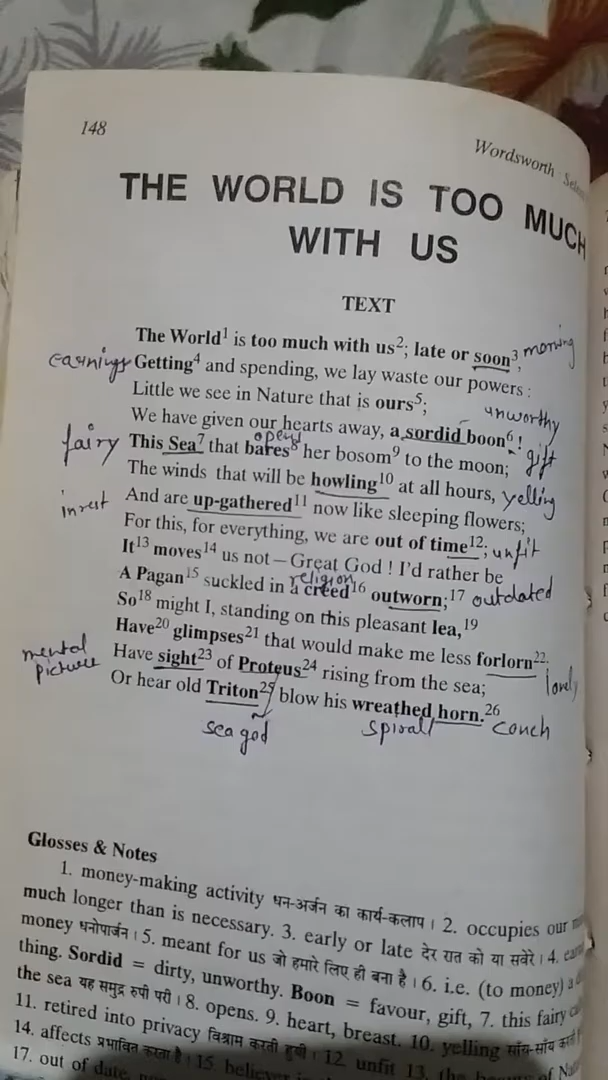 148
Wordsworth
THE WORLD IS TOO MUCH
WITH US
TEXT
The World¹ is too much with us²; late or soon³, morning
earnings Getting⁴ and spending, we lay waste our powers :
Little we see in Nature that is ours⁵;
unworthy
We have given our hearts away, a sordid boon⁶ !
gift
opens
fairy This Sea⁷ that bares⁸ her bosom⁹ to the moon;
The winds that will be howling¹⁰ at all hours, yelling
inrest And are up-gathered¹¹ now like sleeping flowers;
For this, for everything, we are out of time¹²; unfit
It¹³ moves¹⁴ us not – Great God ! I'd rather be
religion
A Pagan¹⁵ suckled in a creed¹⁶ outworn;¹⁷ outdated
So¹⁸ might I, standing on this pleasant lea,¹⁹
Have²⁰ glimpses²¹ that would make me less forlorn²².
lonely
mental picture Have sight²³ of Proteus²⁴ rising from the sea;
Or hear old Triton²⁵ blow his wreathed horn.²⁶
sea god spirall conch
Glosses & Notes
1. money-making activity धन-अर्जन का कार्य-कलाप । 2. occupies our
much longer than is necessary. 3. early or late देर रात को या सवेरे । 4.
money धनोपार्जन । 5. meant for us जो हमारे लिए ही बना है । 6. i.e. (to money) a
thing. Sordid = dirty, unworthy. Boon = favour, gift, 7. this fairy
the sea यह समुद्र रुपी परी । 8. opens. 9. heart, breast. 10. yelling साँय-साँय करती
11. retired into privacy विश्राम करती हुयी । 12. unfit 13. the of
14. affects प्रभावित करता है । 15. believer
17. out of date,